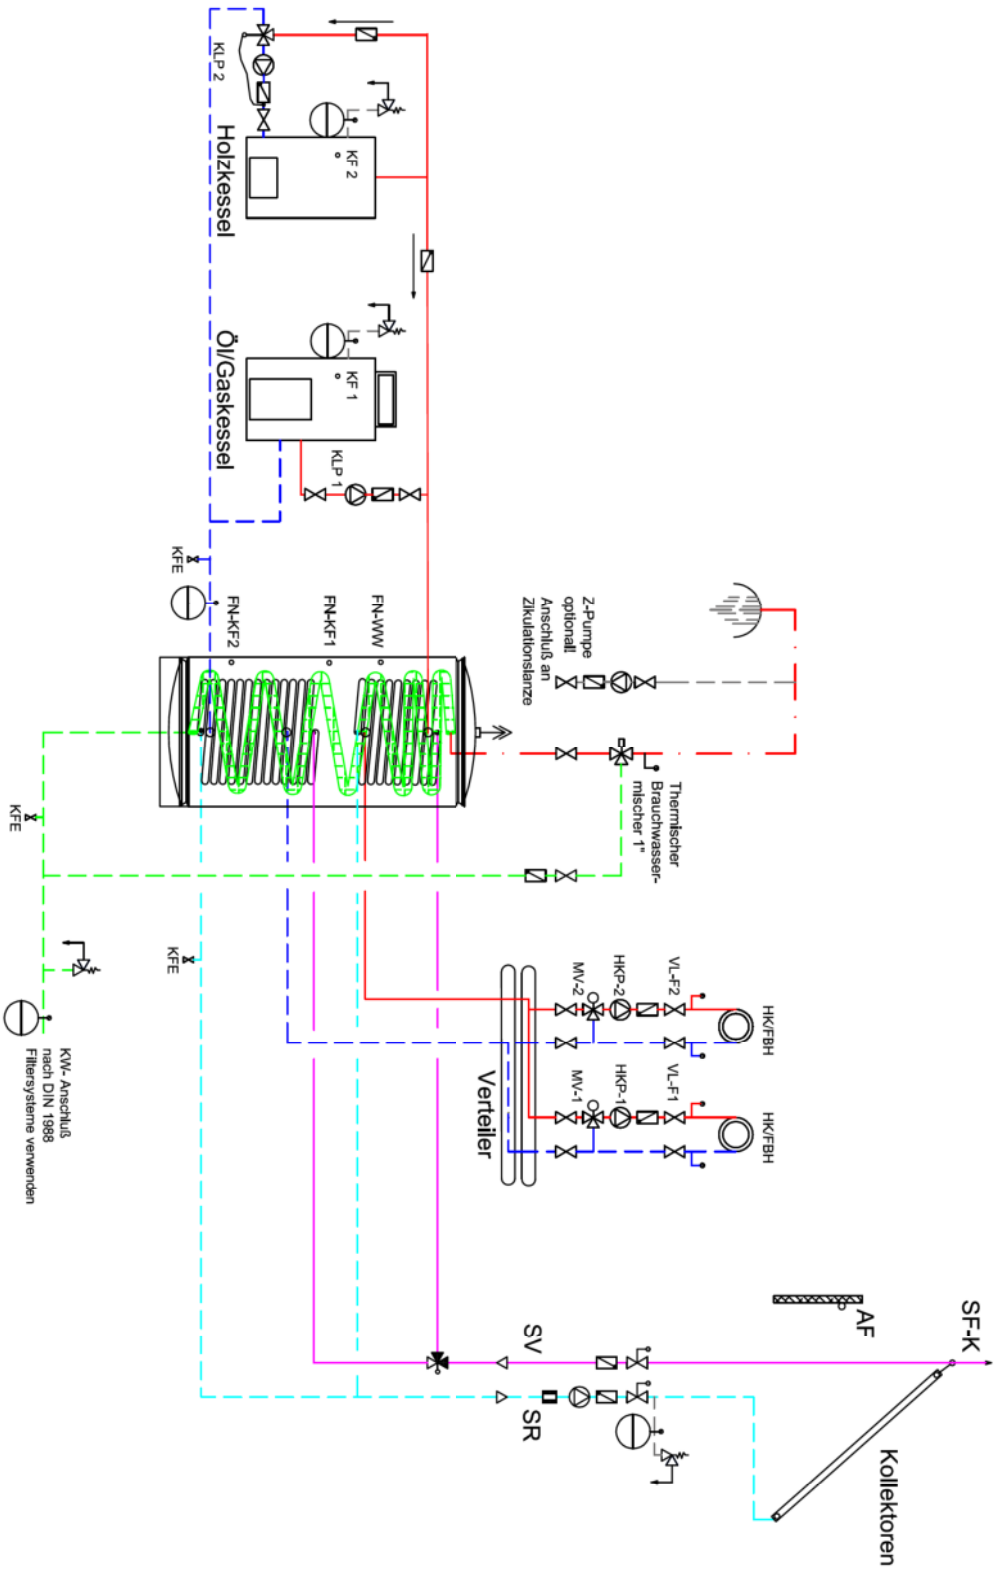 SF-K
AF
Kollektoren
SV
SR
HK/FBH
HK/FBH
VL-F2
VL-F1
HKP-2
HKP-1
MV-2
MV-1
Verteiler
Thermischer
Brauchwasser-
mischer 1"
Z-Pumpe
optional!
Anschluß an
Zikulationslanze
FN-WW
FN-KF1
FN-KF2
KLP 2
KF 2
Holzkessel
KF 1
Öl/Gaskessel
KLP 1
KFE
KFE
KFE
KW- Anschluß
nach DIN 1988
Filtersysteme verwenden